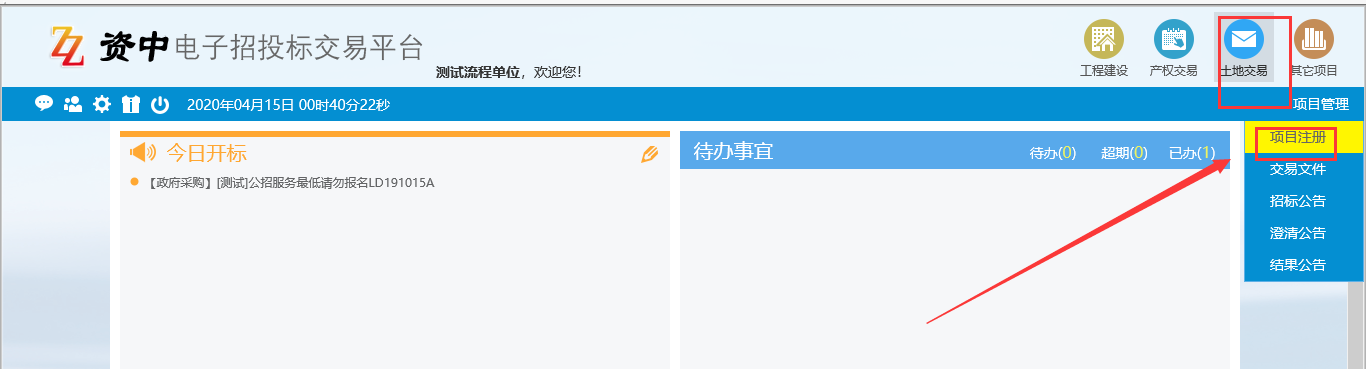 资中 电子招投标交易平台
测试流程单位，欢迎您！
工程建设 产权交易 土地交易 其它项目
2020年04月15日 00时40分22秒
项目管理
今日开标
【政府采购】[测试]公招服务最低请勿报名LD191015A
待办事宜 待办(0) 超期(0) 已办(1)
项目注册
交易文件
招标公告
澄清公告
结果公告